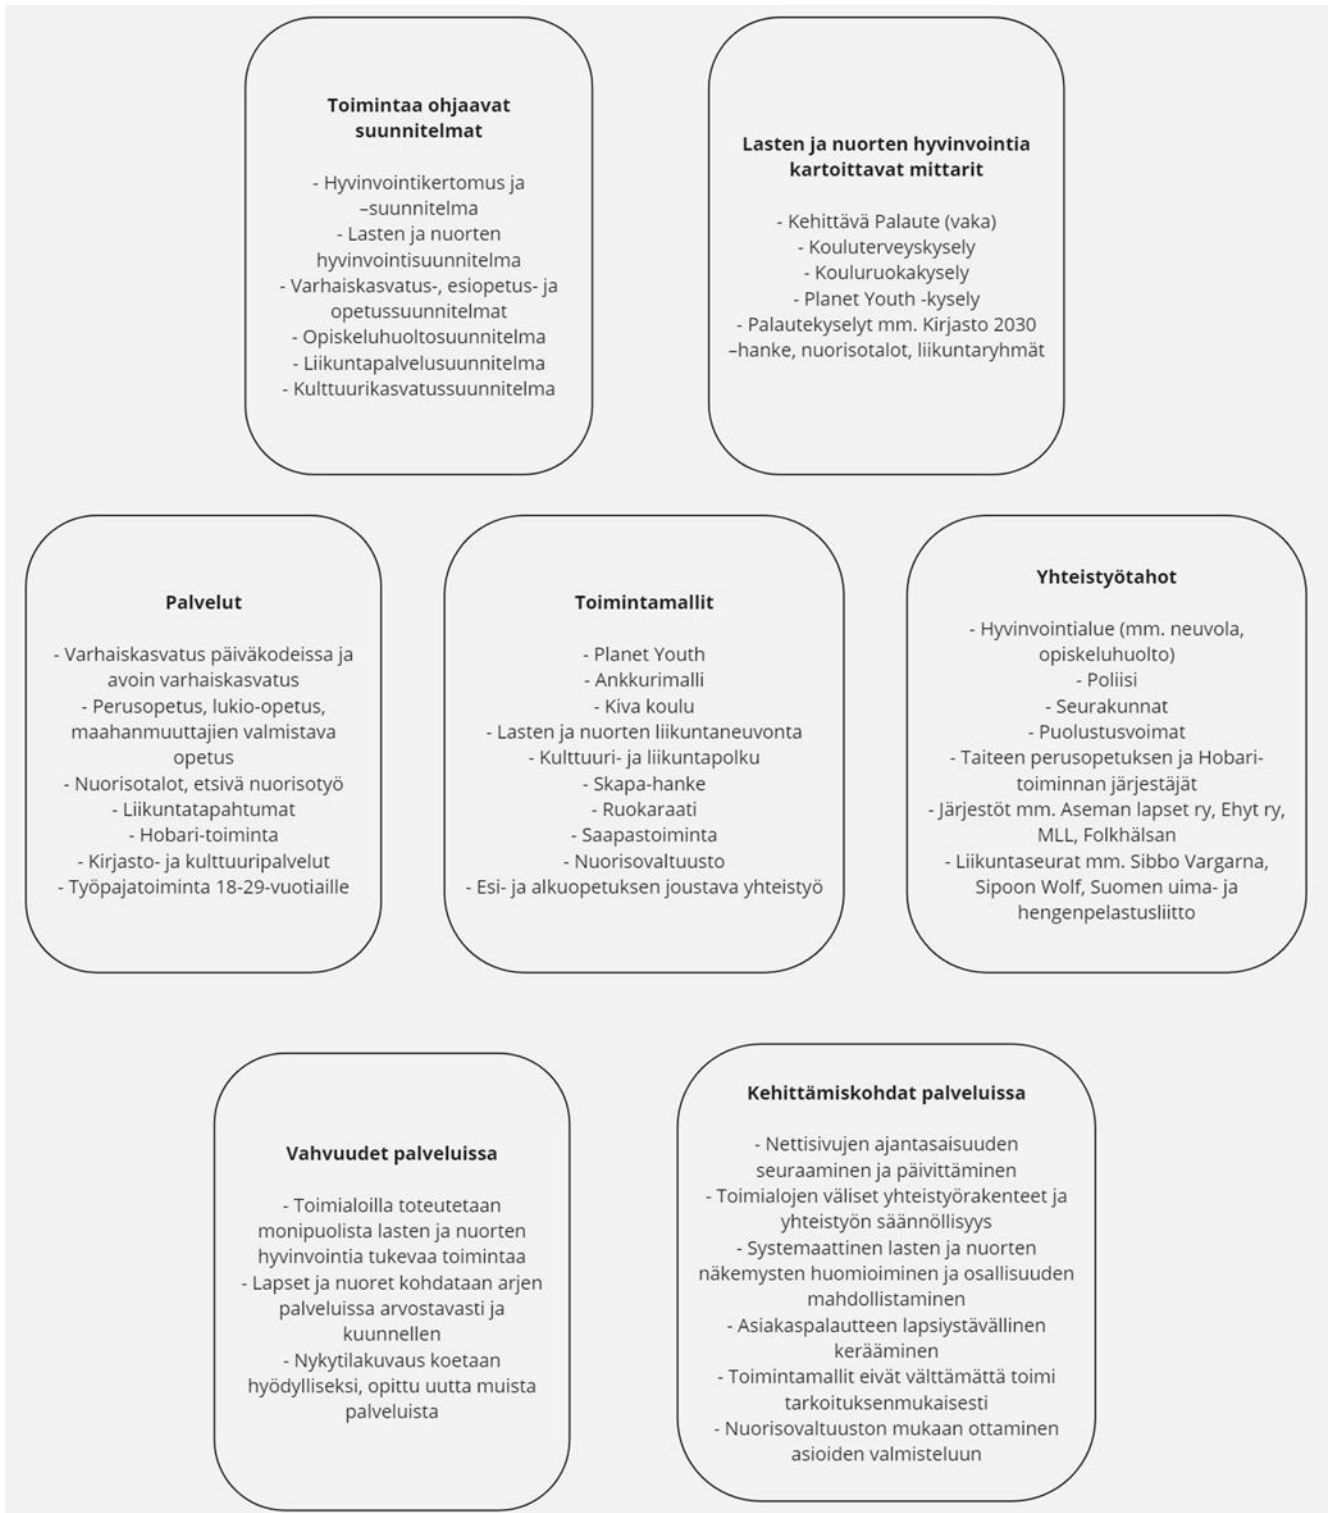 Toimintaa ohjaavat
suunnitelmat
- Hyvinvointikertomus ja
–suunnitelma
- Lasten ja nuorten
hyvinvointisuunnitelma
- Varhaiskasvatus-, esiopetus- ja
opetussuunnitelmat
- Opiskeluhuoltosuunnitelma
- Liikuntapalvelusuunnitelma
- Kulttuurikasvatussuunnitelma
Lasten ja nuorten hyvinvointia
kartoittavat mittarit
- Kehittävä Palaute (vaka)
- Kouluterveyskysely
- Kouluruokakysely
- Planet Youth -kysely
- Palautekyselyt mm. Kirjasto 2030
–hanke, nuorisotalot, liikuntaryhmät
Palvelut
- Varhaiskasvatus päiväkodeissa ja
avoin varhaiskasvatus
- Perusopetus, lukio-opetus,
maahanmuuttajien valmistava
opetus
- Nuorisotalot, etsivä nuorisotyö
- Liikuntatapahtumat
- Hobari-toiminta
- Kirjasto- ja kulttuuripalvelut
- Työpajatoiminta 18-29-vuotiaille
Toimintamallit
- Planet Youth
- Ankkurimalli
- Kiva koulu
- Lasten ja nuorten liikuntaneuvonta
- Kulttuuri- ja liikuntapolku
- Skapa-hanke
- Ruokaraati
- Saapastoiminta
- Nuorisovaltuusto
- Esi- ja alkuopetuksen joustava yhteistyö
Yhteistyötahot
- Hyvinvointialue (mm. neuvola,
opiskeluhuolto)
- Poliisi
- Seurakunnat
- Puolustusvoimat
- Taiteen perusopetuksen ja Hobari-
toiminnan järjestäjät
- Järjestöt mm. Aseman lapset ry, Ehyt ry,
MLL, Folkhälsan
- Liikuntaseurat mm. Sibbo Vargarna,
Sipoon Wolf, Suomen uima- ja
hengenpelastusliitto
Vahvuudet palveluissa
- Toimialoilla toteutetaan
monipuolista lasten ja nuorten
hyvinvointia tukevaa toimintaa
- Lapset ja nuoret kohdataan arjen
palveluissa arvostavasti ja
kuunnellen
- Nykytilakuvaus koetaan
hyödylliseksi, opittu uutta muista
palveluista
Kehittämiskohdat palveluissa
- Nettisivujen ajantasaisuuden
seuraaminen ja päivittäminen
- Toimialojen väliset yhteistyörakenteet ja
yhteistyön säännöllisyys
- Systemaattinen lasten ja nuorten
näkemysten huomioiminen ja osallisuuden
mahdollistaminen
- Asiakaspalautteen lapsiystävällinen
kerääminen
- Toimintamallit eivät välttämättä toimi
tarkoituksenmukaisesti
- Nuorisovaltuuston mukaan ottaminen
asioiden valmisteluun